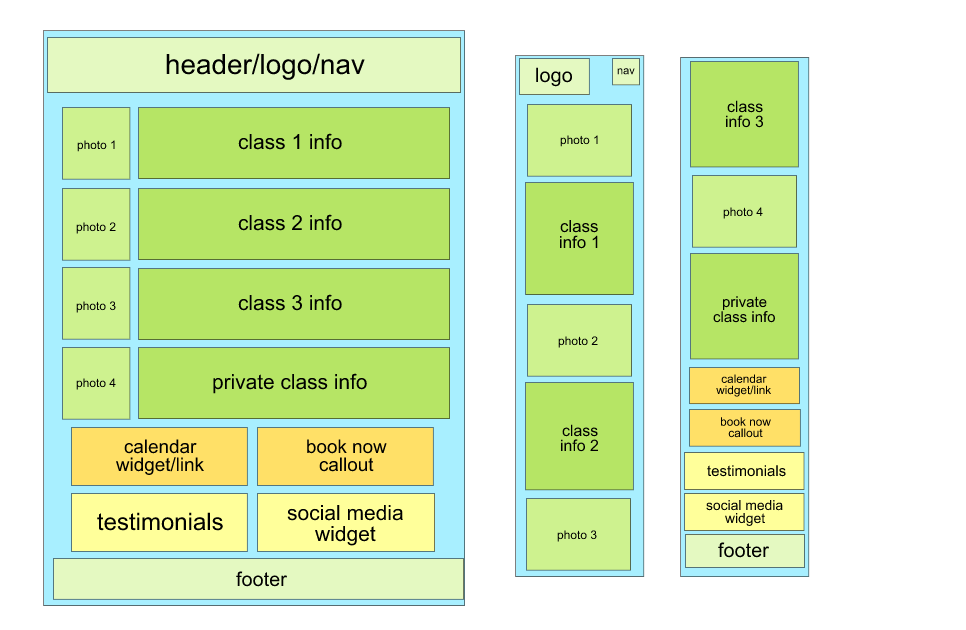 header/logo/nav
photo 1
class 1 info
photo 2
class 2 info
photo 3
class 3 info
photo 4
private class info
calendar
widget/link
book now
callout
testimonials
social media
widget
footer
logo
nav
photo 1
class
info 1
photo 2
class
info 2
photo 3
class
info 3
photo 4
private
class info
calendar
widget/link
book now
callout
testimonials
social media
widget
footer